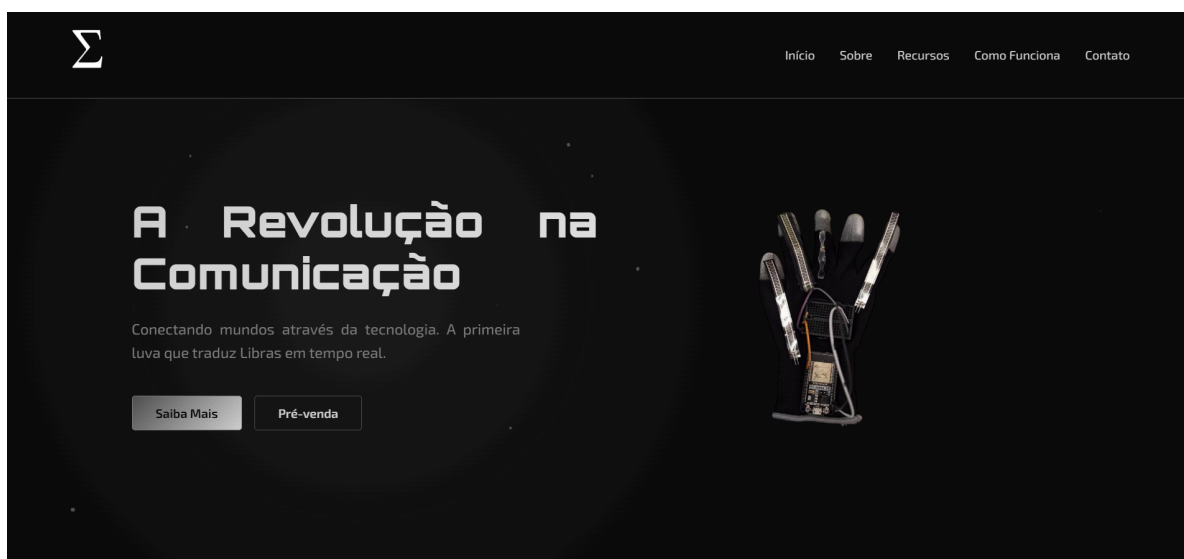 Σ
Início Sobre Recursos Como Funciona Contato
A Revolução na
Comunicação
Conectando mundos através da tecnologia. A primeira
luva que traduz Libras em tempo real.
Saiba Mais Pré-venda